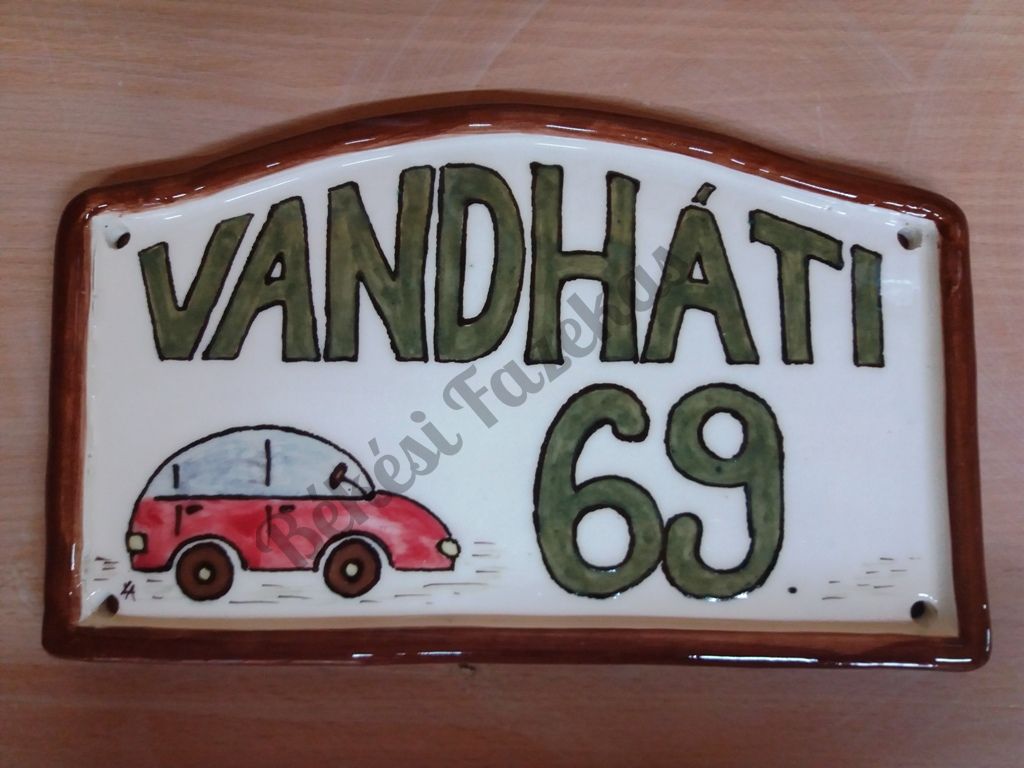 VANDHÁTI
69.
Békési Fazekas